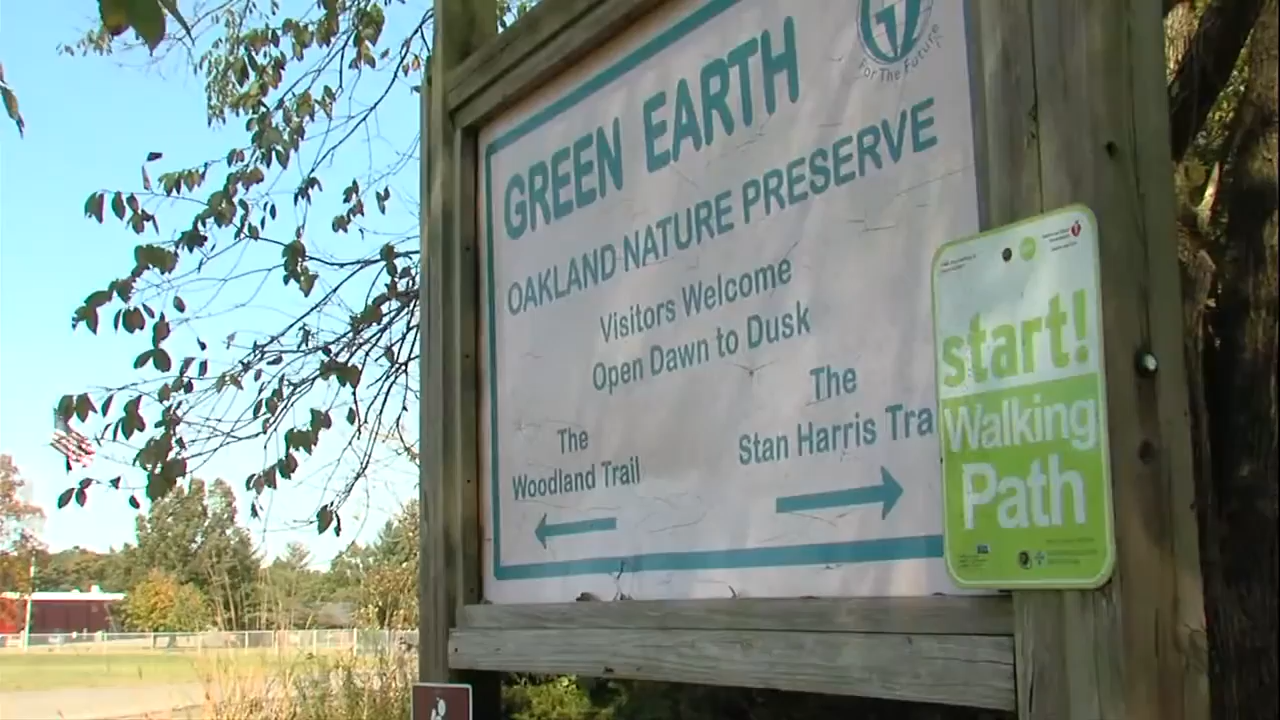 GREEN EARTH
For The Future
OAKLAND NATURE PRESERVE
Visitors Welcome
Open Dawn to Dusk
The
Woodland Trail
The
Stan Harris Tra
start!
Walking
Path